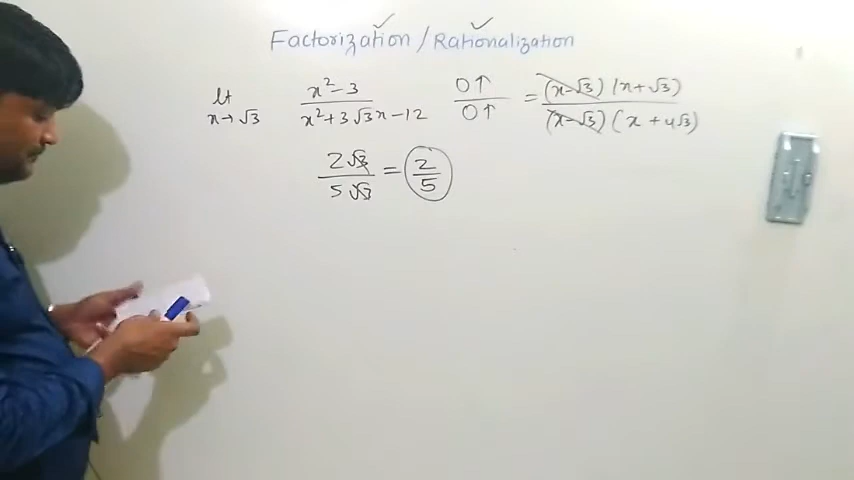 Factorization / Rationalization
lt x→√3 x²-3 / x²+3√3x-12 0↑ / 0↑ = (x-√3) (x+√3) / (x-√3) (x+4√3)
2√3 / 5√3 = 2 / 5